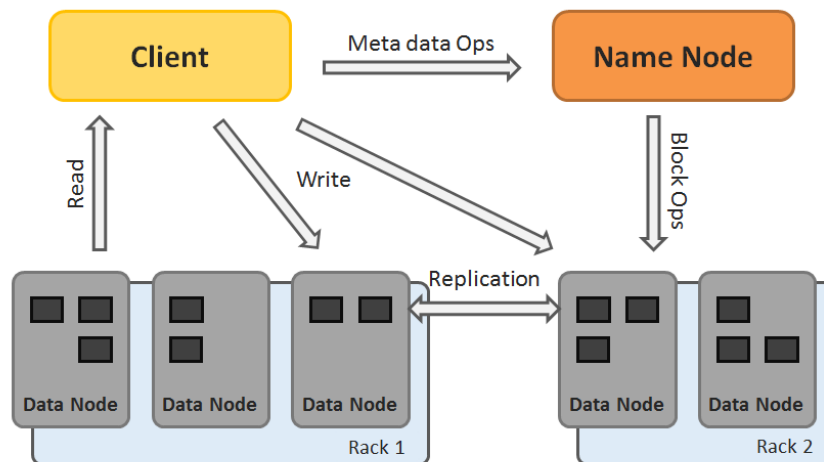 Client
Meta data Ops
Name Node
Read
Write
Block Ops
Replication
Data Node
Data Node
Data Node
Data Node
Data Node
Rack 1
Rack 2